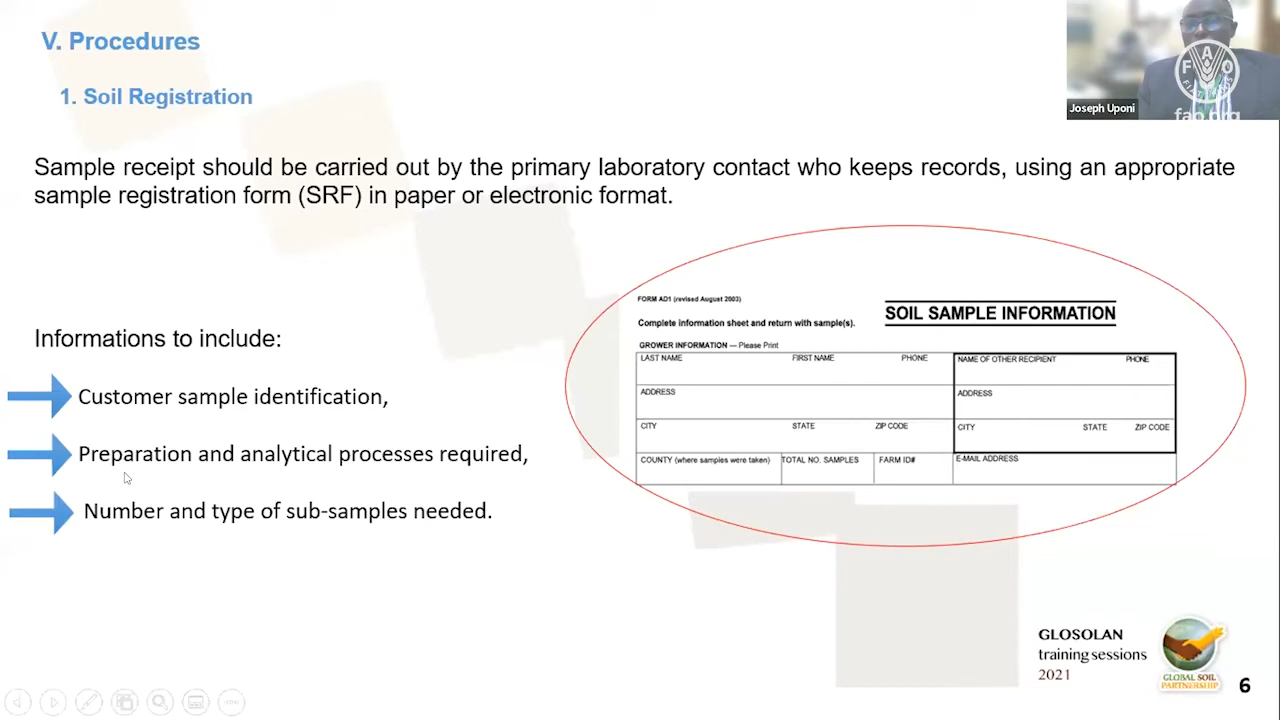 V. Procedures
1. Soil Registration
Joseph Uponi
F A O
fao.org
Sample receipt should be carried out by the primary laboratory contact who keeps records, using an appropriate
sample registration form (SRF) in paper or electronic format.
Informations to include:
Customer sample identification,
Preparation and analytical processes required,
Number and type of sub-samples needed.
FORM AD1 (revised August 2003)
SOIL SAMPLE INFORMATION
Complete information sheet and return with sample(s).
GROWER INFORMATION — Please Print
LAST NAME FIRST NAME PHONE NAME OF OTHER RECIPIENT PHONE
ADDRESS ADDRESS
CITY STATE ZIP CODE CITY STATE ZIP CODE
COUNTY (where samples were taken) TOTAL NO. SAMPLES FARM ID# E-MAIL ADDRESS
GLOSOLAN
training sessions
2021
GLOBAL SOIL
PARTNERSHIP
6